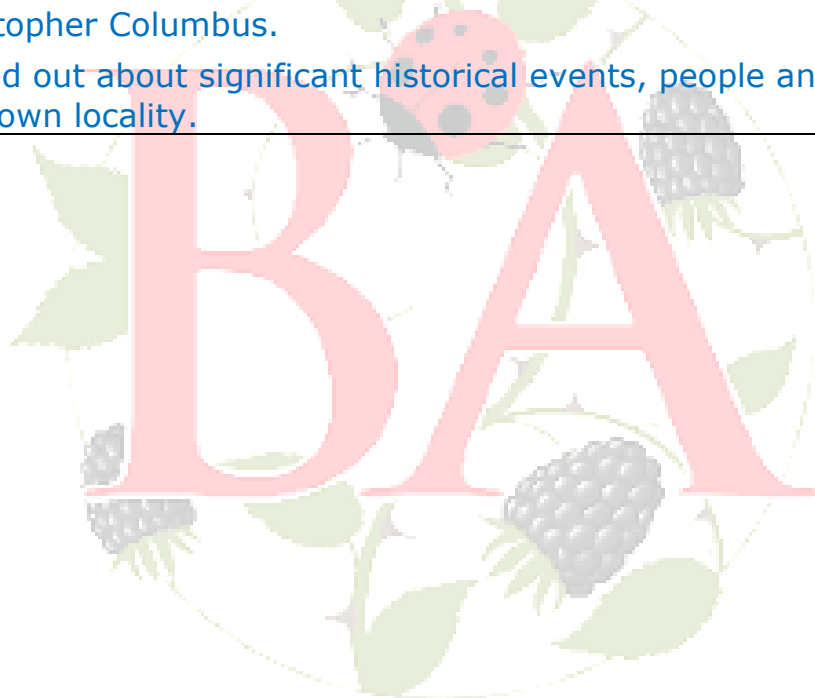 topher Columbus.
d out about significant historical events, people an
own locality.
BA